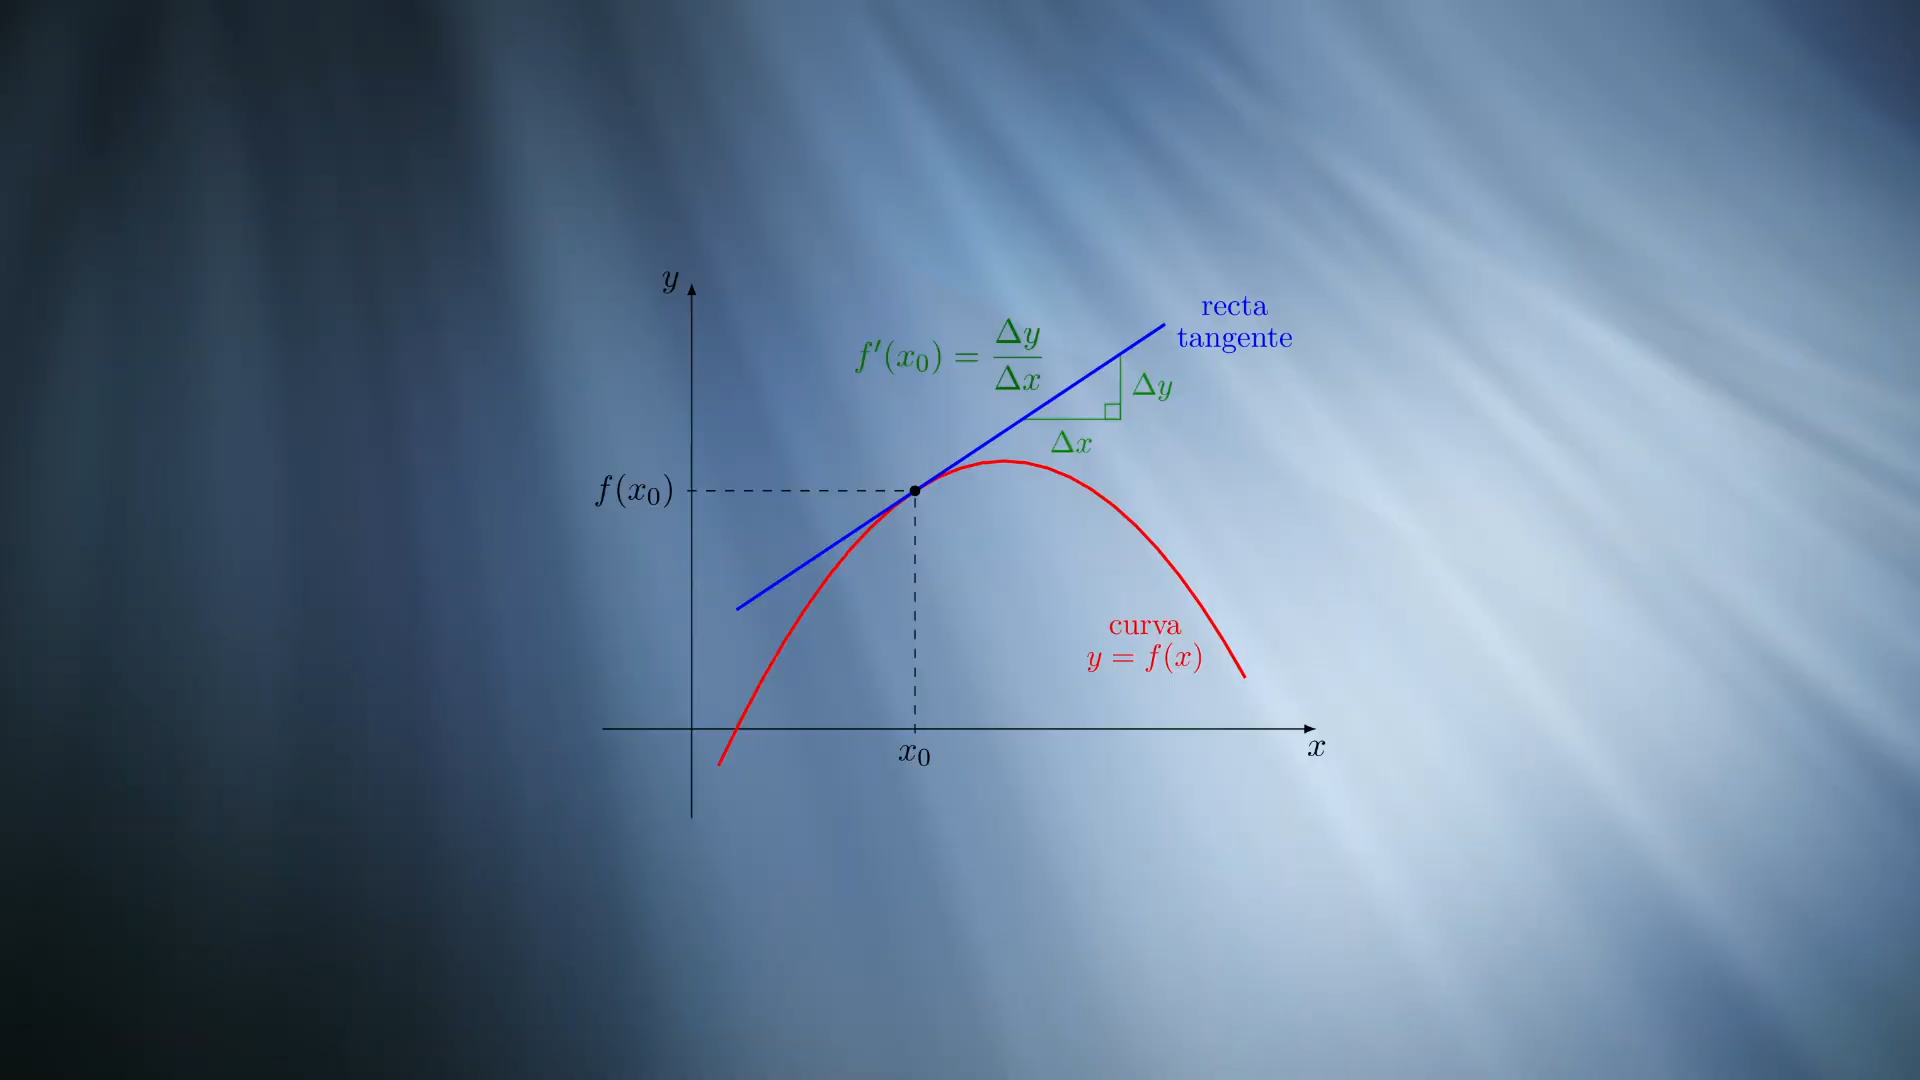 y
recta
tangente
f′(x₀) = Δy/Δx
Δy
Δx
f(x₀)
curva
y = f(x)
x₀
x